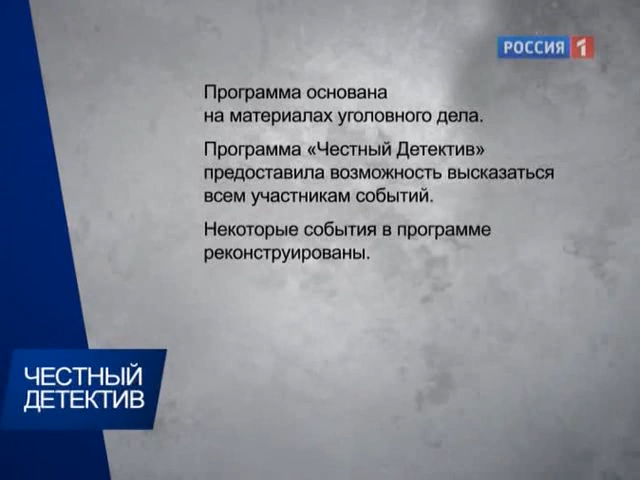 РОССИЯ 1
Программа основана
на материалах уголовного дела.
Программа «Честный Детектив»
предоставила возможность высказаться
всем участникам событий.
Некоторые события в программе
реконструированы.
ЧЕСТНЫЙ
ДЕТЕКТИВ